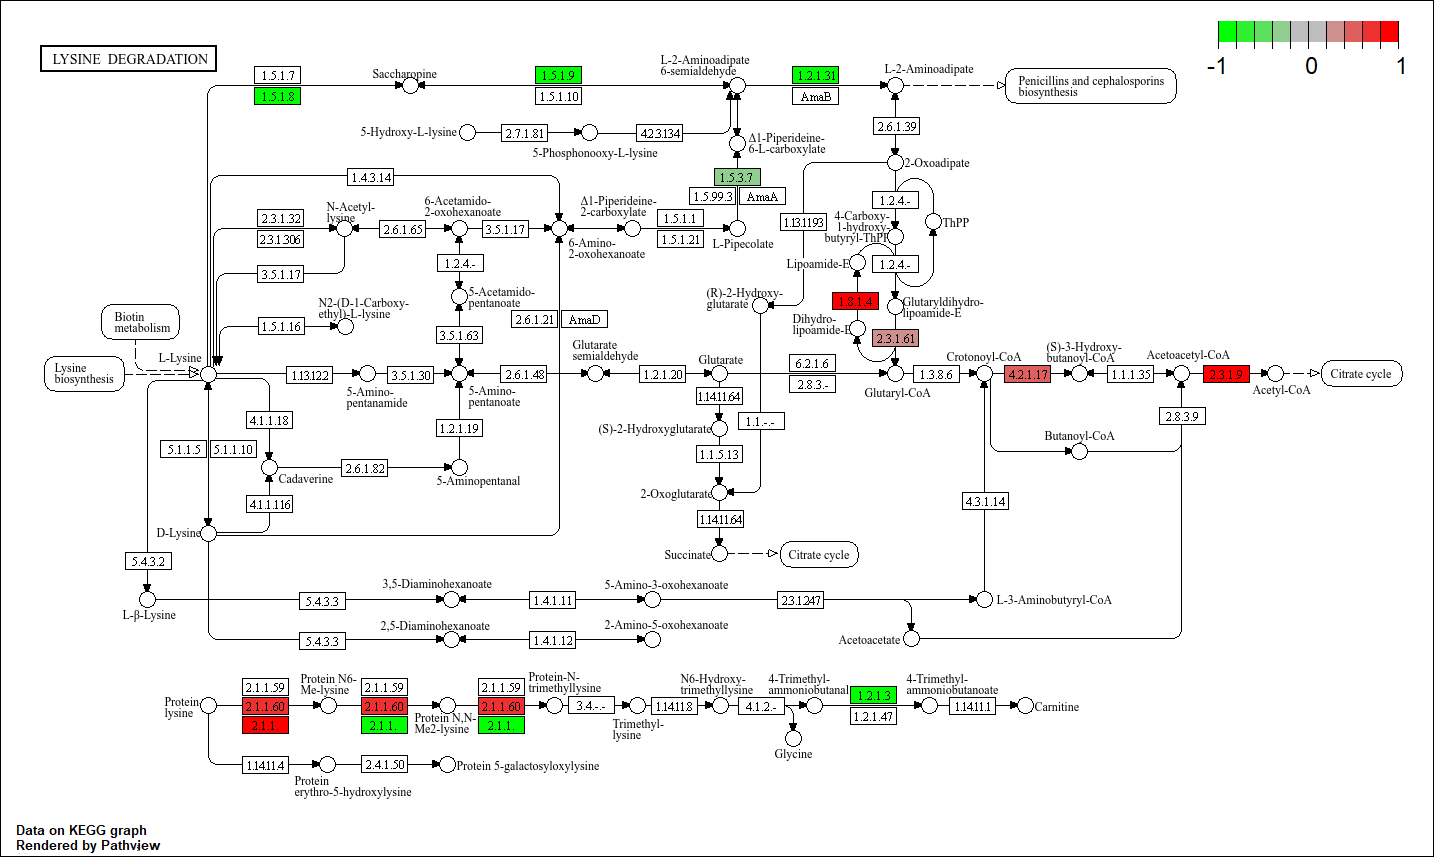 LYSINE DEGRADATION
-1
0
1
1.5.1.7
1.5.1.8
Saccharopine
1.5.1.9
1.5.1.10
L-2-Aminoadipate
6-semialdehyde
1.2.1.31
AmaB
L-2-Aminoadipate
Penicillins and cephalosporins
biosynthesis
5-Hydroxy-L-lysine
2.7.1.81
5-Phosphonooxy-L-lysine
4.2.3.134
Δ1-Piperideine-
6-L-carboxylate
2.6.1.39
2-Oxoadipate
1.4.3.14
1.5.3.7
1.5.99.3
AmaA
1.2.4.-
ThPP
1.13.11.93
4-Carboxy-
1-hydroxy-
butyryl-ThPP
2.3.1.32
2.3.1.306
N-Acetyl-
lysine
2.6.1.65
6-Acetamido-
2-oxohexanoate
3.5.1.17
6-Amino-
2-oxohexanoate
Δ1-Piperideine-
2-carboxylate
1.5.1.1
1.5.1.21
L-Pipecolate
3.5.1.17
1.2.4.-
Lipoamide-E
1.2.4.-
5-Acetamido-
pentanoate
(R)-2-Hydroxy-
glutarate
1.8.1.4
Glutaryldihydro-
lipoamide-E
Biotin
metabolism
1.5.1.16
N2-(D-1-Carboxy-
ethyl)-L-lysine
3.5.1.63
2.6.1.21
AmaD
Dihydro-
lipoamide-E
2.3.1.61
Lysine
biosynthesis
L-Lysine
1.13.12.2
5-Amino-
pentanamide
3.5.1.30
5-Amino-
pentanoate
2.6.1.48
Glutarate
semialdehyde
1.2.1.20
Glutarate
6.2.1.6
2.8.3.-
Glutaryl-CoA
1.3.8.6
Crotonoyl-CoA
4.2.1.17
(S)-3-Hydroxy-
butanoyl-CoA
1.1.1.35
Acetoacetyl-CoA
2.3.1.9
Acetyl-CoA
Citrate cycle
1.14.11.64
4.1.1.18
1.2.1.19
(S)-2-Hydroxyglutarate
1.1.-.-
2.8.3.9
5.1.1.5
5.1.1.10
Butanoyl-CoA
1.1.5.13
Cadaverine
2.6.1.82
5-Aminopentanal
2-Oxoglutarate
4.1.1.116
4.3.1.14
1.14.11.64
D-Lysine
Succinate
Citrate cycle
5.4.3.2
L-β-Lysine
5.4.3.3
3,5-Diaminohexanoate
1.4.1.11
5-Amino-3-oxohexanoate
2.3.1.247
L-3-Aminobutyryl-CoA
5.4.3.3
2,5-Diaminohexanoate
1.4.1.12
2-Amino-5-oxohexanoate
Acetoacetate
Protein
lysine
2.1.1.59
2.1.1.60
2.1.1.
Protein N6-
Me-lysine
2.1.1.59
2.1.1.60
2.1.1.
Protein N,N-
Me2-lysine
2.1.1.59
2.1.1.60
2.1.1.
Protein-N-
trimethyllysine
3.4.-.-
Trimethyl-
lysine
1.14.11.8
N6-Hydroxy-
trimethyllysine
4.1.2.-
Glycine
4-Trimethyl-
ammoniobutanal
1.2.1.3
1.2.1.47
4-Trimethyl-
ammoniobutanoate
1.14.11.1
Carnitine
1.14.11.4
Protein
erythro-5-hydroxylysine
2.4.1.50
Protein 5-galactosyloxylysine
Data on KEGG graph
Rendered by Pathview